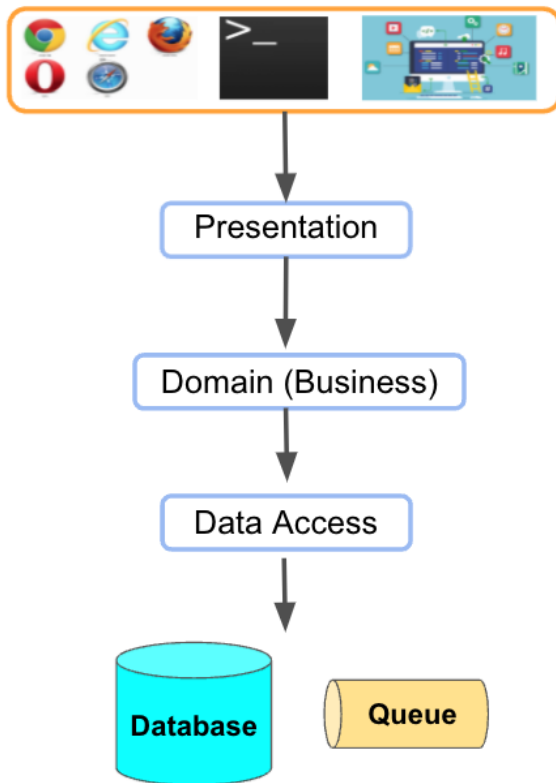 >_
Presentation
Domain (Business)
Data Access
Database
Queue